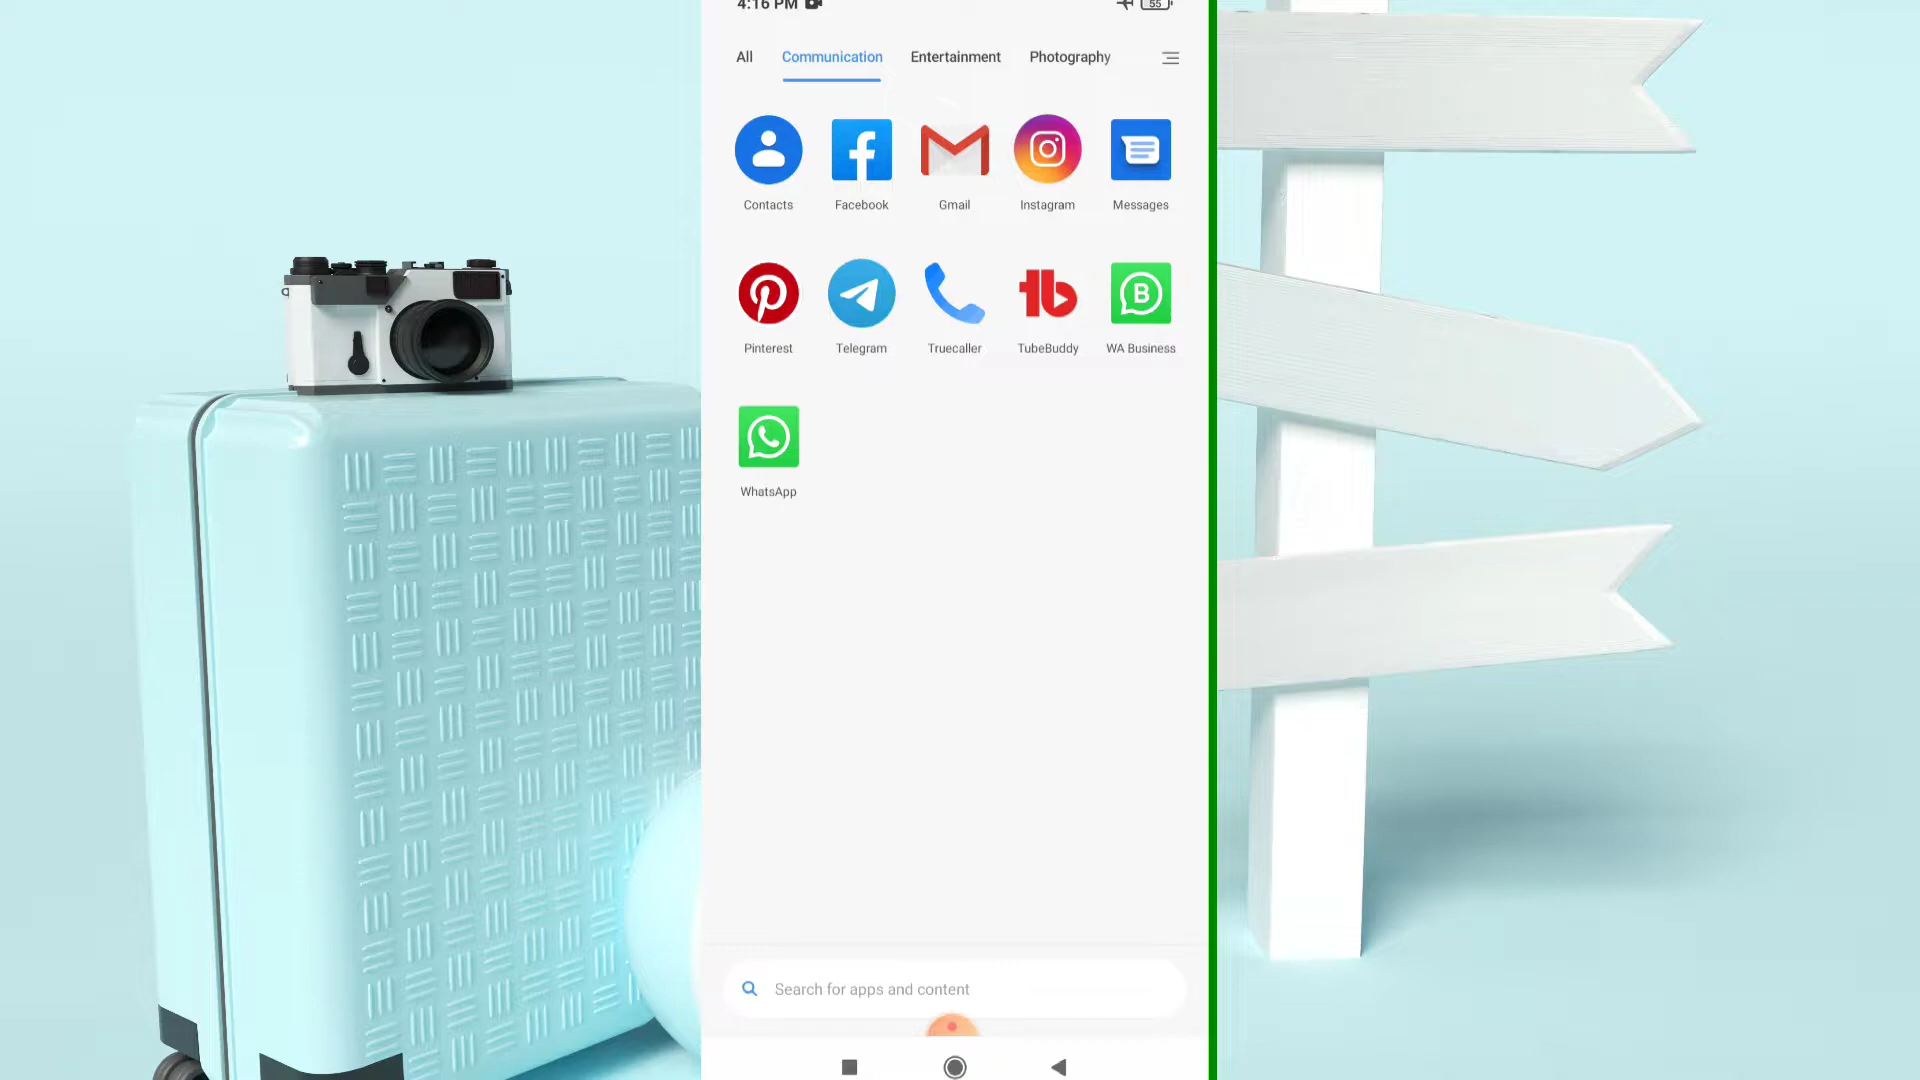 4:16 PM 55
All Communication Entertainment Photography
Contacts Facebook Gmail Instagram Messages
Pinterest Telegram Truecaller TubeBuddy WA Business
WhatsApp
Search for apps and content